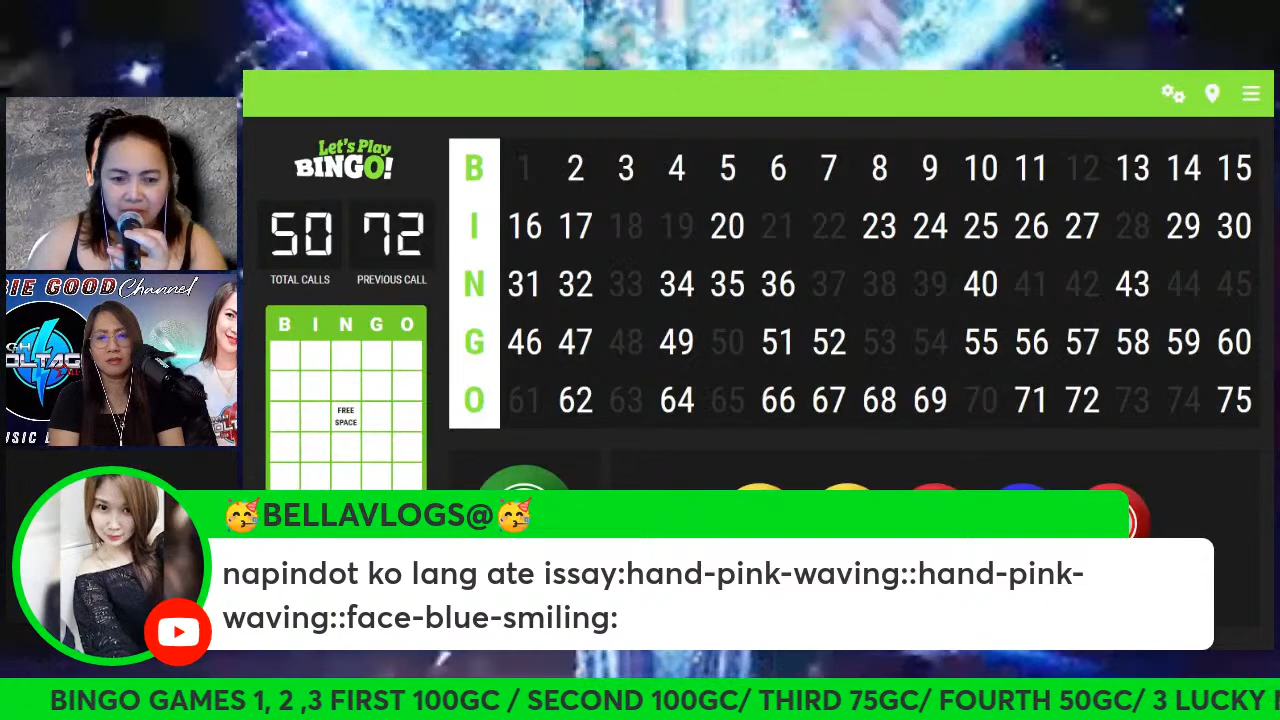 Let's Play
BINGO!
50 72
TOTAL CALLS PREVIOUS CALL
B I N G O
FREE
SPACE
B 1 2 3 4 5 6 7 8 9 10 11 12 13 14 15
I 16 17 18 19 20 21 22 23 24 25 26 27 28 29 30
N 31 32 33 34 35 36 37 38 39 40 41 42 43 44 45
G 46 47 48 49 50 51 52 53 54 55 56 57 58 59 60
O 61 62 63 64 65 66 67 68 69 70 71 72 73 74 75
GOOD Channel
🥳BELLAVLOGS@🥳
napindot ko lang ate issay:hand-pink-waving::hand-pink-
waving::face-blue-smiling:
BINGO GAMES 1, 2 ,3 FIRST 100GC / SECOND 100GC/ THIRD 75GC/ FOURTH 50GC/ 3 LUCKY